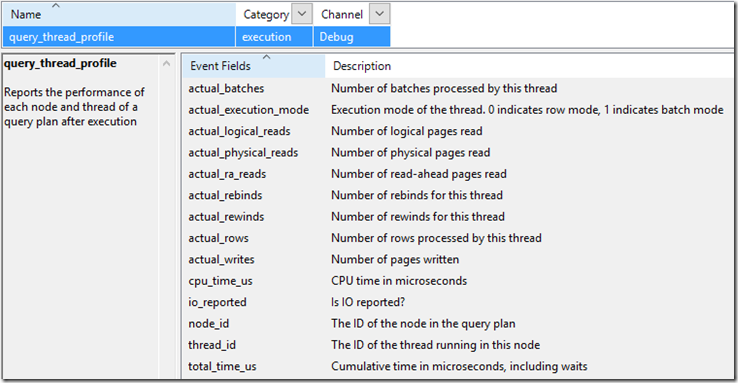 Name Category Channel
query_thread_profile execution Debug
query_thread_profile
Reports the performance of
each node and thread of a
query plan after execution
Event Fields Description
actual_batches Number of batches processed by this thread
actual_execution_mode Execution mode of the thread. 0 indicates row mode, 1 indicates batch mode
actual_logical_reads Number of logical pages read
actual_physical_reads Number of physical pages read
actual_ra_reads Number of read-ahead pages read
actual_rebinds Number of rebinds for this thread
actual_rewinds Number of rewinds for this thread
actual_rows Number of rows processed by this thread
actual_writes Number of pages written
cpu_time_us CPU time in microseconds
io_reported Is IO reported?
node_id The ID of the node in the query plan
thread_id The ID of the thread running in this node
total_time_us Cumulative time in microseconds, including waits